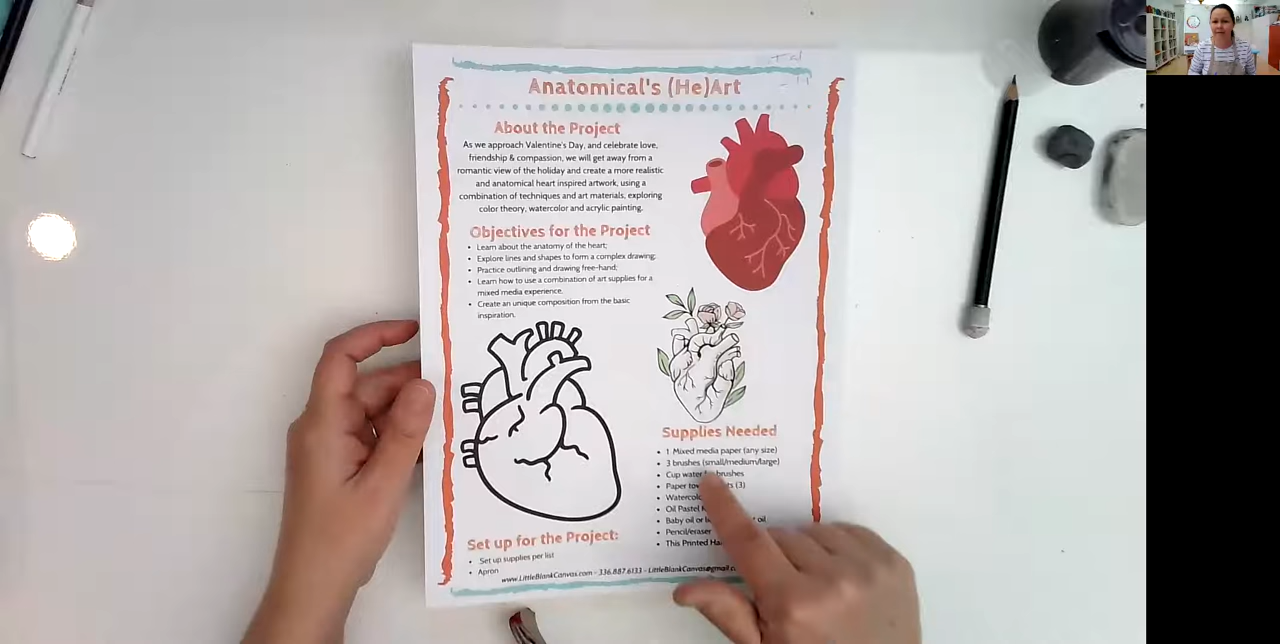 Anatomical's (He)Art
About the Project
As we approach Valentine's Day, and celebrate love,
friendship & compassion, we will get away from a
romantic view of the holiday and create a more realistic
and anatomical heart inspired artwork, using a
combination of techniques and art materials, exploring
color theory, watercolor and acrylic painting.
Objectives for the Project
• Learn about the anatomy of the heart;
• Explore lines and shapes to form a complex drawing;
• Practice outlining and drawing free-hand;
• Learn how to use a combination of art supplies for a
mixed media experience.
• Create an unique composition from the basic
inspiration.
Supplies Needed
• 1 Mixed media paper (any size)
• 3 brushes (small/medium/large)
• Cup water brushes
• Paper (3)
•
• Oil Pastel
• Baby oil or oil
• Pencil/eraser
• This Printed
Set up for the Project:
• Set up supplies per list
• Apron
www.LittleBlankCanvas.com - 336.887.6133 - LittleBlankCanvas@gmail.c